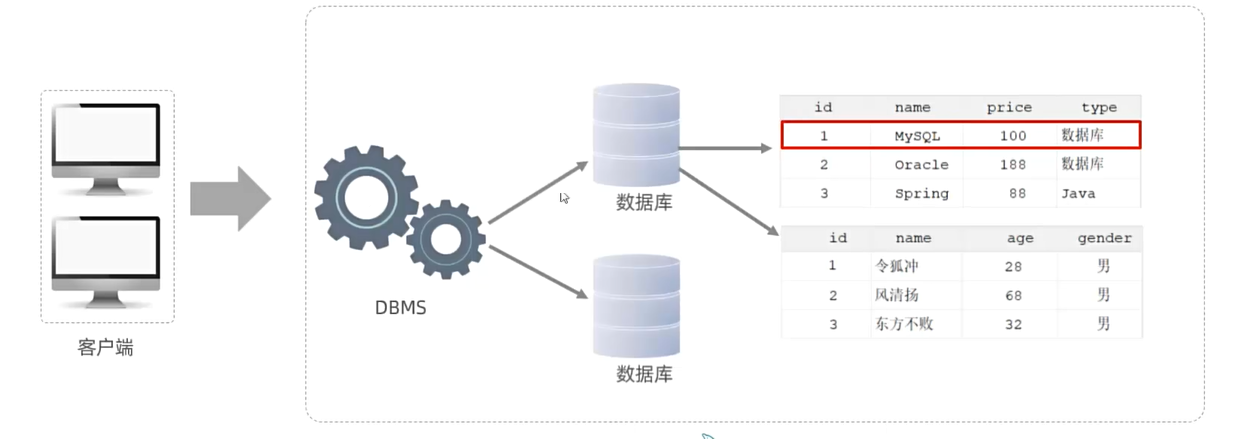 客户端
DBMS
数据库
数据库
id name price type
1 MySQL 100 数据库
2 Oracle 188 数据库
3 Spring 88 Java
id name age gender
1 令狐冲 28 男
2 风清扬 68 男
3 东方不败 32 男